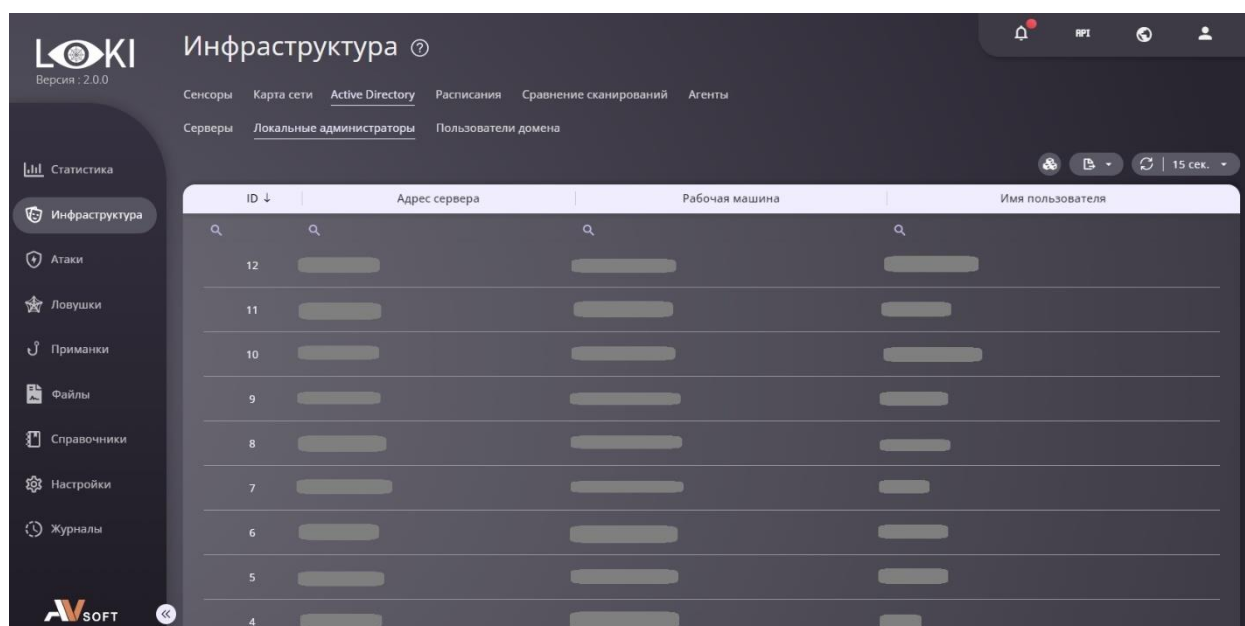 LOKI
Версия : 2.0.0
Инфраструктура
API
Сенсоры Карта сети Active Directory Расписания Сравнение сканирований Агенты
Серверы Локальные администраторы Пользователи домена
15 сек.
Статистика
Инфраструктура
Атаки
Ловушки
Приманки
Файлы
Справочники
Настройки
Журналы
AVSOFT
ID ↓ Адрес сервера Рабочая машина Имя пользователя
12
11
10
9
8
7
6
5
4